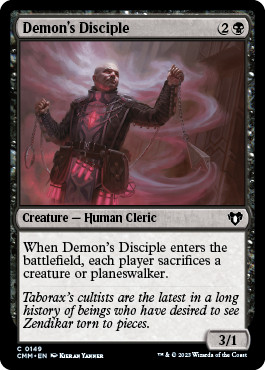 Demon's Disciple 2
Creature — Human Cleric
When Demon's Disciple enters the
battlefield, each player sacrifices a
creature or planeswalker.
Taborax's cultists are the latest in a long
history of beings who have desired to see
Zendikar torn to pieces.
3/1
C 0149
CMM • EN Kieran Yanner ™ & © 2023 Wizards of the Coast